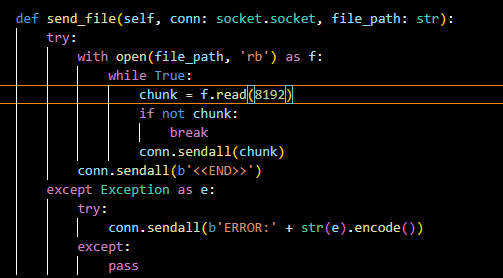 def send_file(self, conn: socket.socket, file_path: str):
    try:
        with open(file_path, 'rb') as f:
            while True:
                chunk = f.read(8192)
                if not chunk:
                    break
                conn.sendall(chunk)
        conn.sendall(b'<<END>>')
    except Exception as e:
        try:
            conn.sendall(b'ERROR:' + str(e).encode())
        except:
            pass